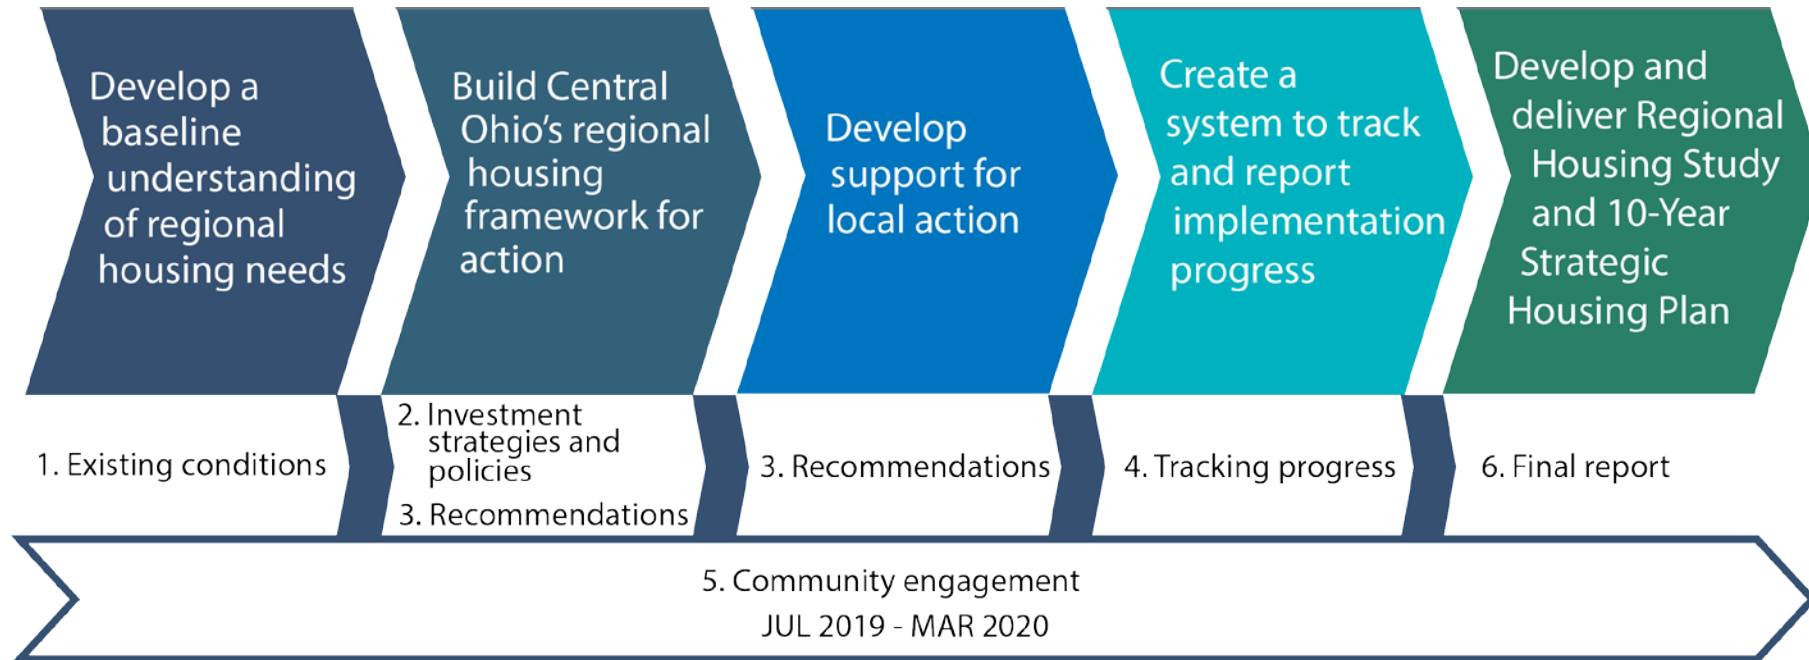 Develop a
baseline
understanding
of regional
housing needs
Build Central
Ohio’s regional
housing
framework for
action
Develop
support for
local action
Create a
system to track
and report
implementation
progress
Develop and
deliver Regional
Housing Study
and 10-Year
Strategic
Housing Plan
1. Existing conditions
2. Investment
strategies and
policies
3. Recommendations
3. Recommendations
4. Tracking progress
6. Final report
5. Community engagement
JUL 2019 - MAR 2020